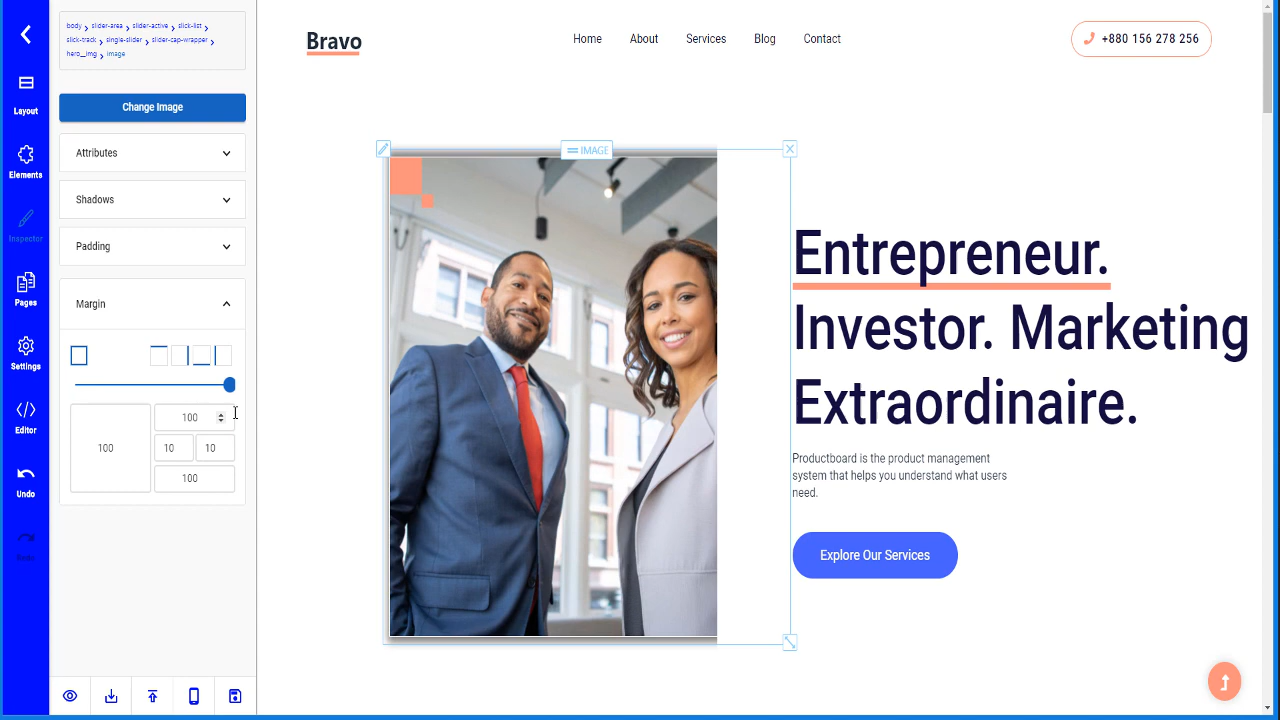 body > slider-area > slider-active > slick-list >
slick-track > single-slider > slider-cap-wrapper >
hero__img > image
Layout
Elements
Inspector
Pages
Settings
Editor
Undo
Redo
Change Image
Attributes
Shadows
Padding
Margin
100
100
10
10
100
Bravo
Home
About
Services
Blog
Contact
+880 156 278 256
IMAGE
Entrepreneur.
Investor. Marketing
Extraordinaire.
Productboard is the product management
system that helps you understand what users
need.
Explore Our Services